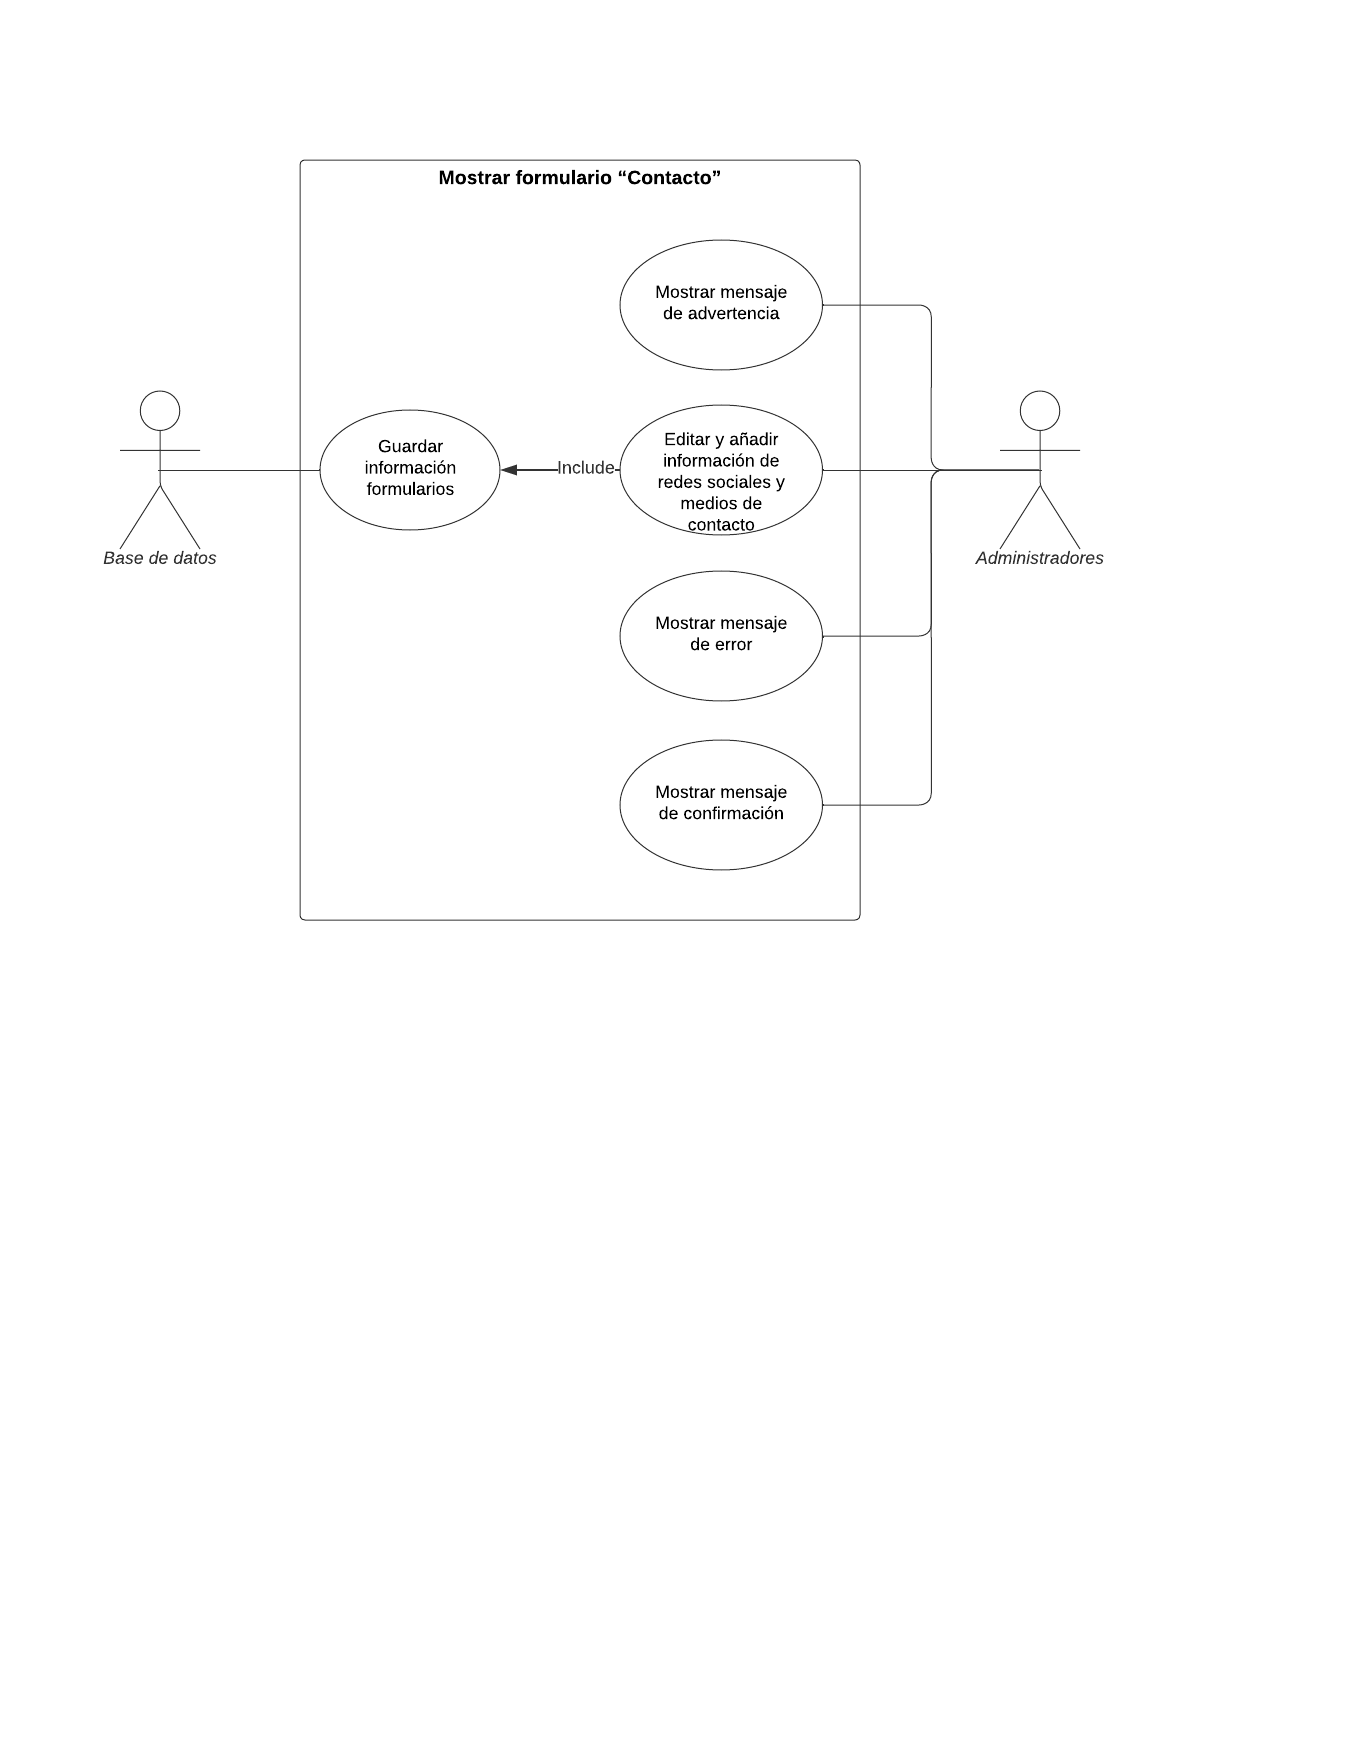 Mostrar formulario “Contacto”
Mostrar mensaje
de advertencia
Guardar
información
formularios
Include
Editar y añadir
información de
redes sociales y
medios de
contacto
Base de datos
Administradores
Mostrar mensaje
de error
Mostrar mensaje
de confirmación